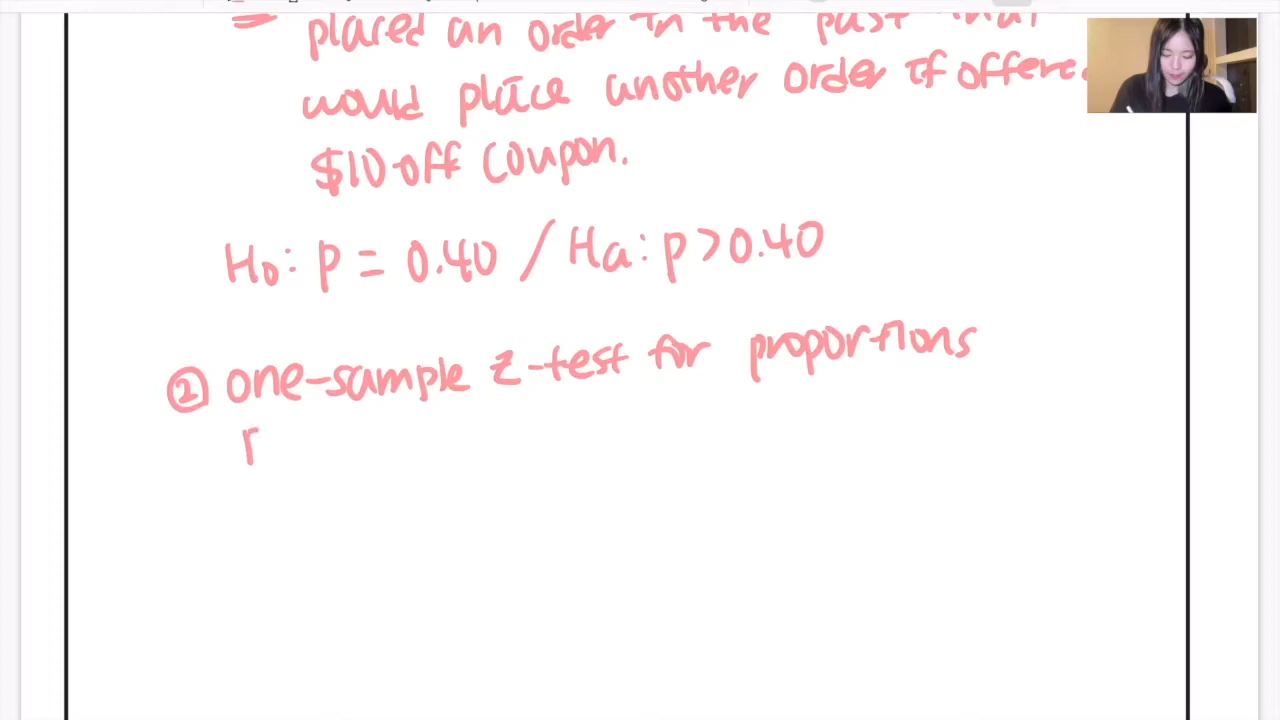 placed an order in the past that
would place another order if offered
$10 off coupon.
H0: p = 0.40 / Ha: p > 0.40
② one-sample z-test for proportions
r